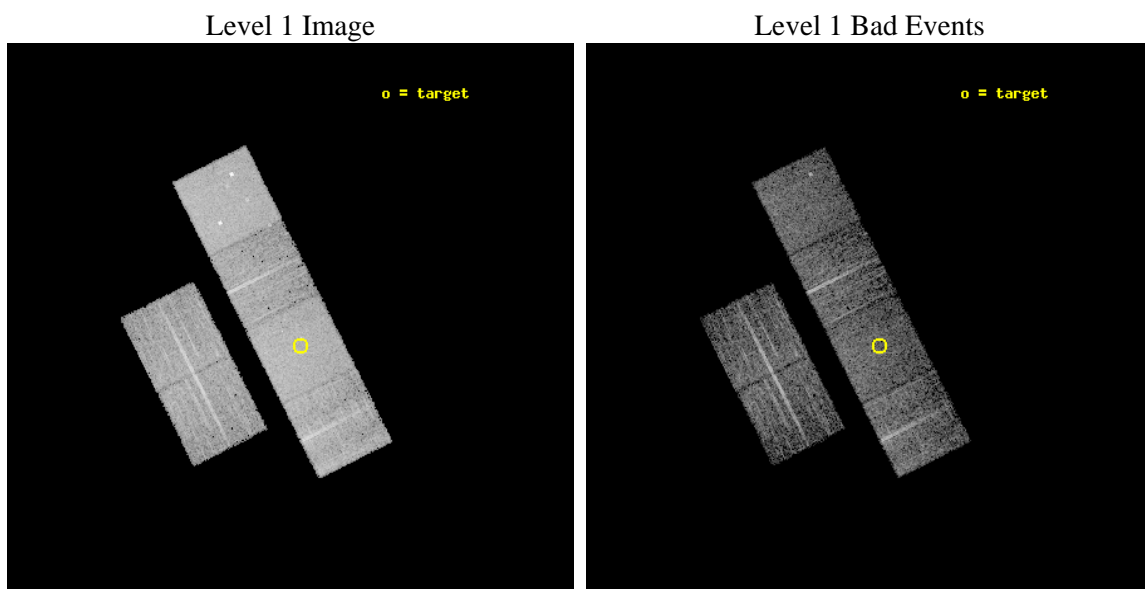 Level 1 Image
Level 1 Bad Events
o = target
o = target